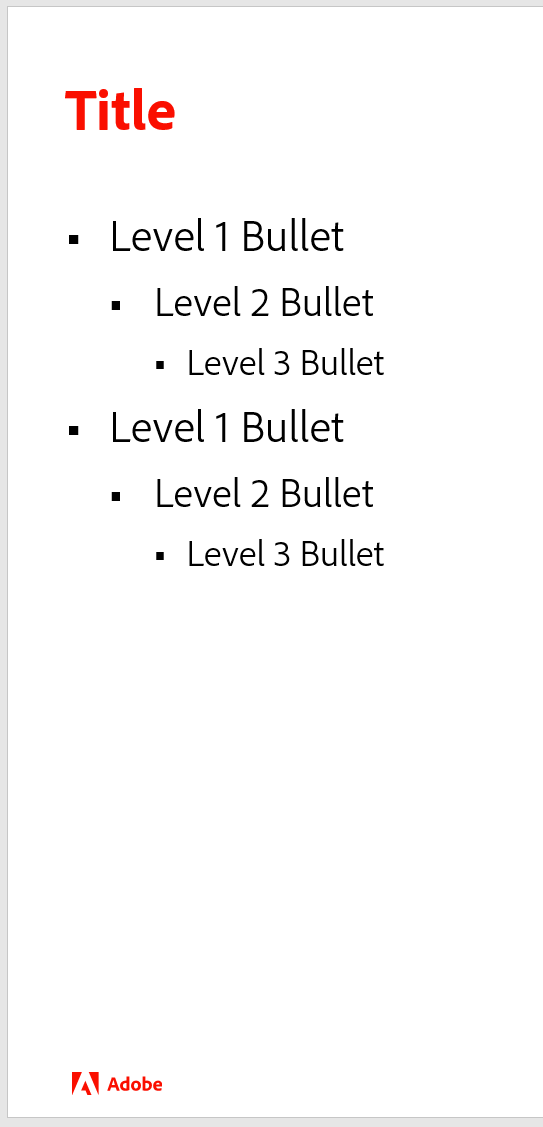 Title
▪ Level 1 Bullet
▪ Level 2 Bullet
▪ Level 3 Bullet
▪ Level 1 Bullet
▪ Level 2 Bullet
▪ Level 3 Bullet
Adobe